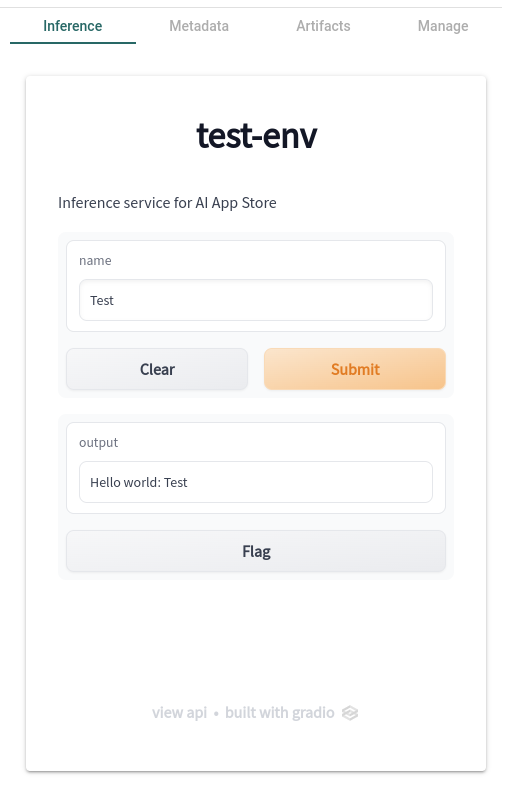 Inference Metadata Artifacts Manage
test-env
Inference service for AI App Store
name
Test
Clear Submit
output
Hello world: Test
Flag
view api • built with gradio